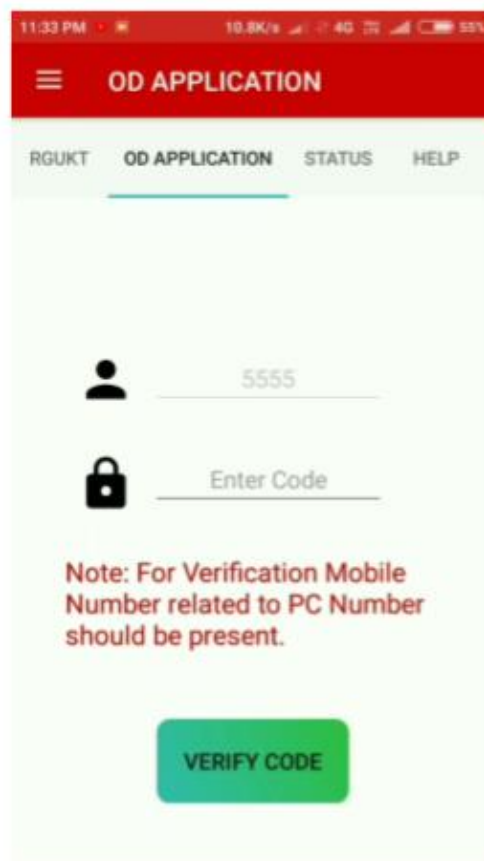 11:33 PM 10.8K/s 4G 55%
OD APPLICATION
RGUKT OD APPLICATION STATUS HELP
5555
Enter Code
Note: For Verification Mobile
Number related to PC Number
should be present.
VERIFY CODE